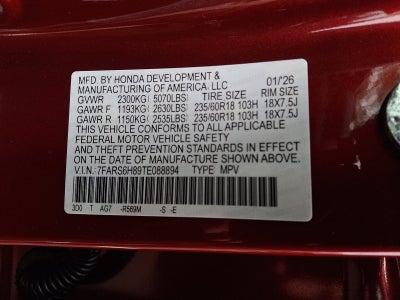 MFD. BY HONDA DEVELOPMENT &
MANUFACTURING OF AMERICA, LLC 01/26
GVWR 2300KG( 5070LBS) TIRE SIZE RIM SIZE
GAWR F 1193KG( 2630LBS) 235/60R18 103H 18X7.5J
GAWR R 1150KG( 2535LBS) 235/60R18 103H 18X7.5J
THIS VEHICLE CONFORMS TO ALL APPLICABLE
FEDERAL MOTOR VEHICLE SAFETY
AND THEFT PREVENTION STANDARDS IN EFFECT
ON THE DATE OF MANUFACTURE SHOWN ABOVE.
V.I.N.: 7FARS6H89TE088894 TYPE: MPV
3D0 T AG7 -R569M -S -E